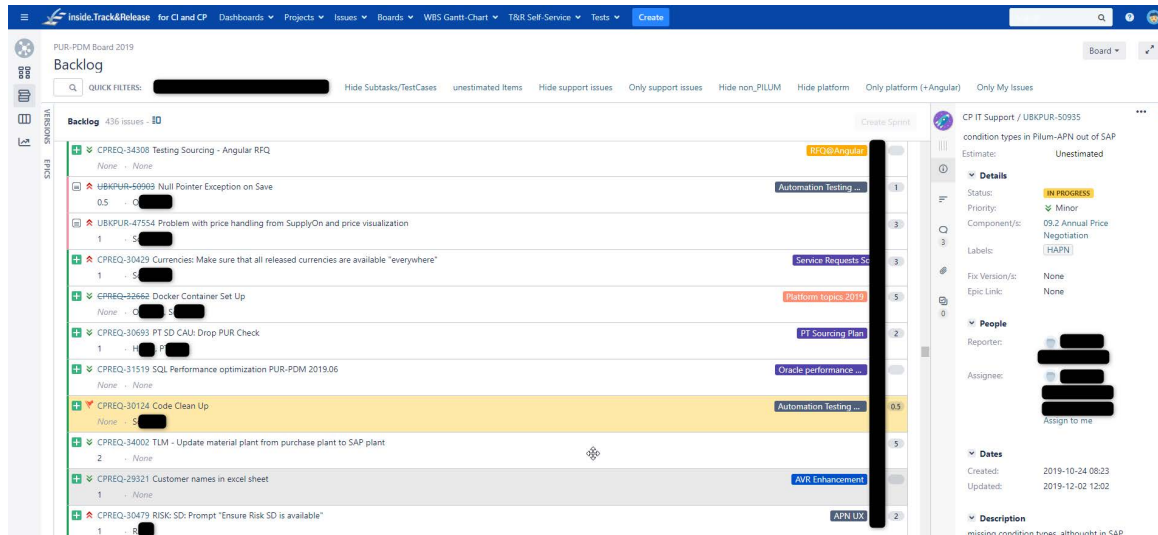 inside.Track&Release for CI and CP Dashboards Projects Issues Boards WBS Gantt-Chart T&R Self-Service Tests Create
PUR-PDM Board 2019
Board
Backlog
QUICK FILTERS: Hide Subtasks/TestCases unestimated Items Hide support issues Only support issues Hide non_PILUM Hide platform Only platform (+Angular) Only My Issues
VERSIONS
EPICS
Backlog 436 issues - Create Sprint
CPREQ-34308 Testing Sourcing - Angular RFQ RFQ@Angular
None - None
UBKPUR-50903 Null Pointer Exception on Save Automation Testing ... 1
0.5 - O
UBKPUR-47554 Problem with price handling from SupplyOn and price visualization 3
1 - S
CPREQ-30429 Currencies: Make sure that all released currencies are available "everywhere" Service Requests So 3
1 - S
CPREQ-32662 Docker Container Set Up Platform topics 2019 5
None - O , S
CPREQ-30693 PT SD CAU: Drop PUR Check PT Sourcing Plan 2
1 - H , P
CPREQ-31519 SQL Performance optimization PUR-PDM 2019.06 Oracle performance ...
None - None
CPREQ-30124 Code Clean Up Automation Testing ... 0.5
None - S
CPREQ-34002 TLM - Update material plant from purchase plant to SAP plant 5
2 - None
CPREQ-29321 Customer names in excel sheet AVR Enhancement
1 - None
CPREQ-30479 RISK: SD: Prompt "Ensure Risk SD is available" APN UX 2
1 - R
3
0
CP IT Support / UBKPUR-50935
condition types in Pilum-APN out of SAP
Estimate: Unestimated
Details
Status: IN PROGRESS
Priority: Minor
Component/s: 09.2 Annual Price
Negotiation
Labels: HAPN
Fix Version/s: None
Epic Link: None
People
Reporter:
Assignee:
Assign to me
Dates
Created: 2019-10-24 08:23
Updated: 2019-12-02 12:02
Description
missing condition types, althought in SAP